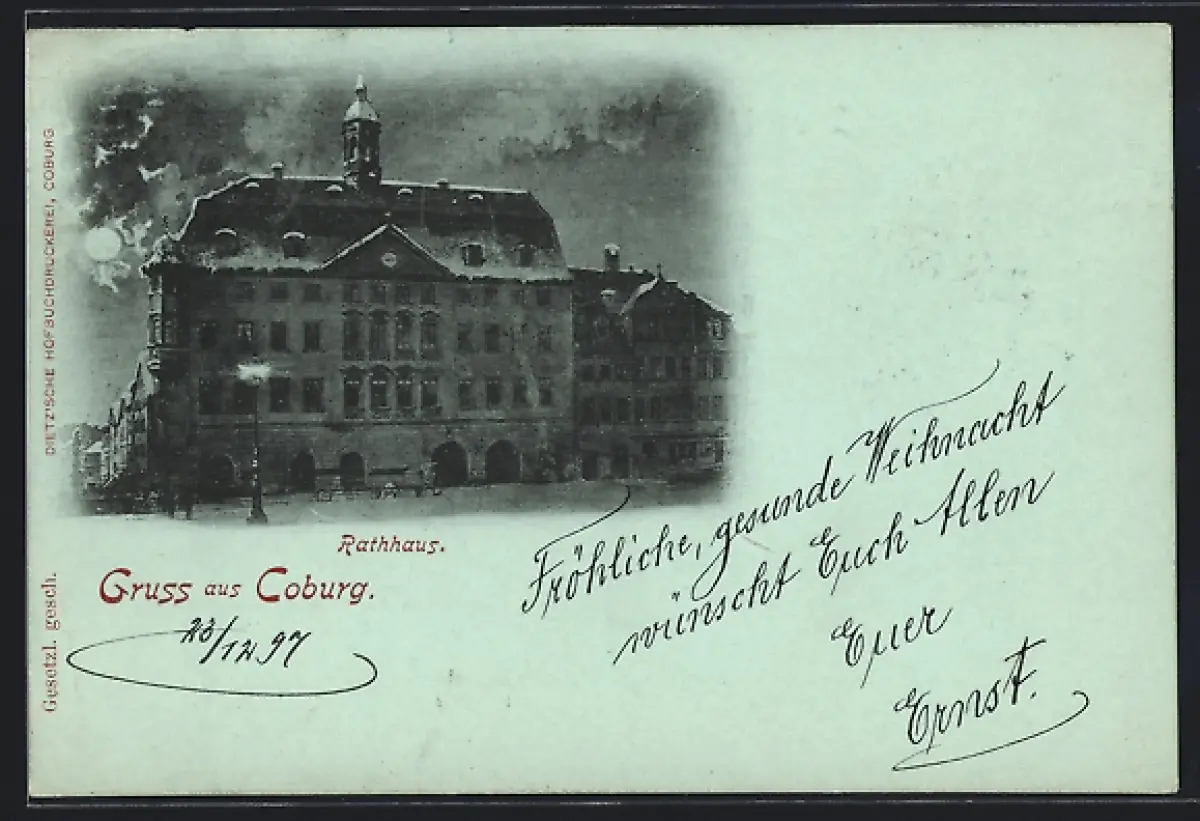 DIETZ'SCHE HOFBUCHDRUCKEREI, COBURG
Gesetzl. gesch.
Rathhaus.
Gruss aus Coburg.
23/12 97
Fröhliche, gesunde Weihnacht
wünscht Euch Allen
Euer
Ernst.